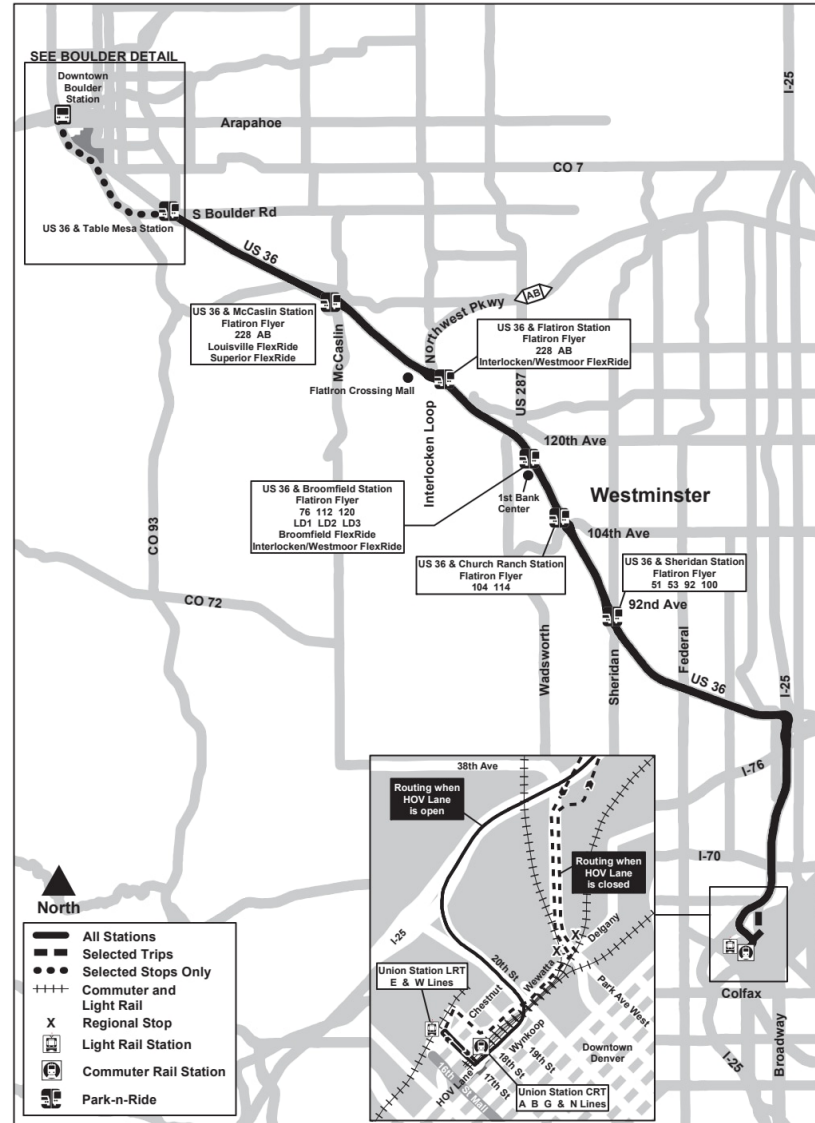 SEE BOULDER DETAIL
Downtown
Boulder
Station
I-25
Arapahoe
CO 7
S Boulder Rd
US 36 & Table Mesa Station
US 36
AB
Northwest Pkwy
US 36 & McCaslin Station
Flatiron Flyer
228 AB
Louisville FlexRide
Superior FlexRide
McCaslin
US 36 & Flatiron Station
Flatiron Flyer
228 AB
Interlocken/Westmoor FlexRide
FlatIron Crossing Mall
Interlocken Loop
US 287
120th Ave
US 36 & Broomfield Station
Flatiron Flyer
76 112 120
LD1 LD2 LD3
Broomfield FlexRide
Interlocken/Westmoor FlexRide
1st Bank
Center
Westminster
104th Ave
CO 93
US 36 & Church Ranch Station
Flatiron Flyer
104 114
US 36 & Sheridan Station
Flatiron Flyer
51 53 92 100
92nd Ave
CO 72
Wadsworth
Sheridan
Federal
US 36
I-25
I-76
38th Ave
Routing when
HOV Lane
is open
Routing when
HOV Lane
is closed
I-70
North
I-25
Delgany
20th St
Wewatta
X
X
Chestnut
Park Ave West
Union Station LRT
E & W Lines
Wynkoop
19th St
18th St
17th St
16th St Mall
HOV Lane
Downtown
Denver
Union Station CRT
A B G & N Lines
Colfax
I-25
Broadway
All Stations
Selected Trips
Selected Stops Only
Commuter and
Light Rail
X Regional Stop
Light Rail Station
Commuter Rail Station
Park-n-Ride